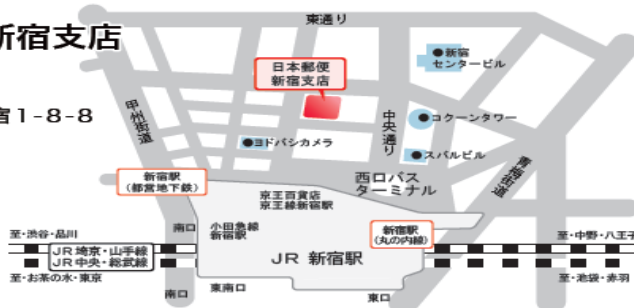 新宿支店
宿1-8-8
東通り
日本郵便
新宿支店
●新宿
センタービル
甲州街道
中央通り
●コクーンタワー
●ヨドバシカメラ
●スバルビル
青梅街道
西口バス
ターミナル
新宿駅
(都営地下鉄)
京王百貨店
京王線新宿駅
南口
小田急線
新宿駅
新宿駅
(丸の内線)
至・渋谷・品川
至・中野・八王子
JR埼京・山手線
JR中央・総武線
JR 新宿駅
至・お茶の水・東京
至・池袋・赤羽
南口
東南口
東口